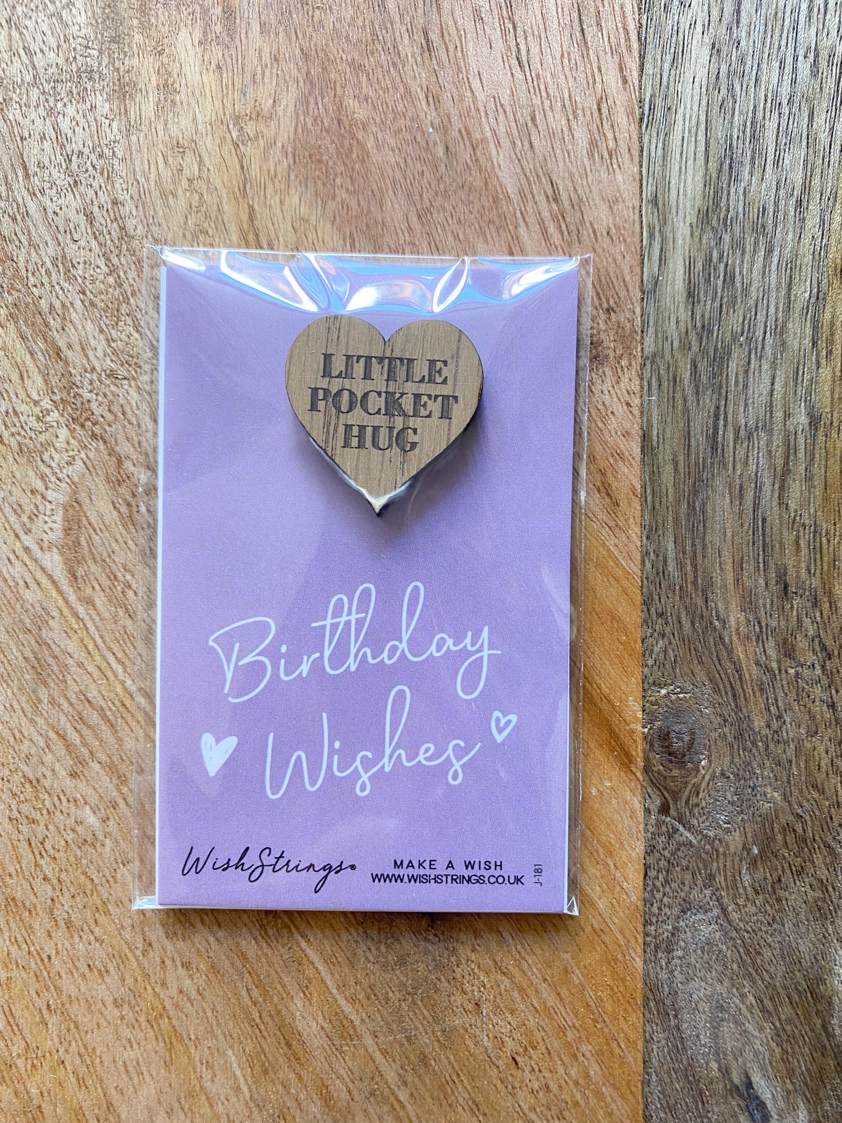 LITTLE
POCKET
HUG
Birthday
Wishes
WishStrings®
MAKE A WISH
WWW.WISHSTRINGS.CO.UK
J-181